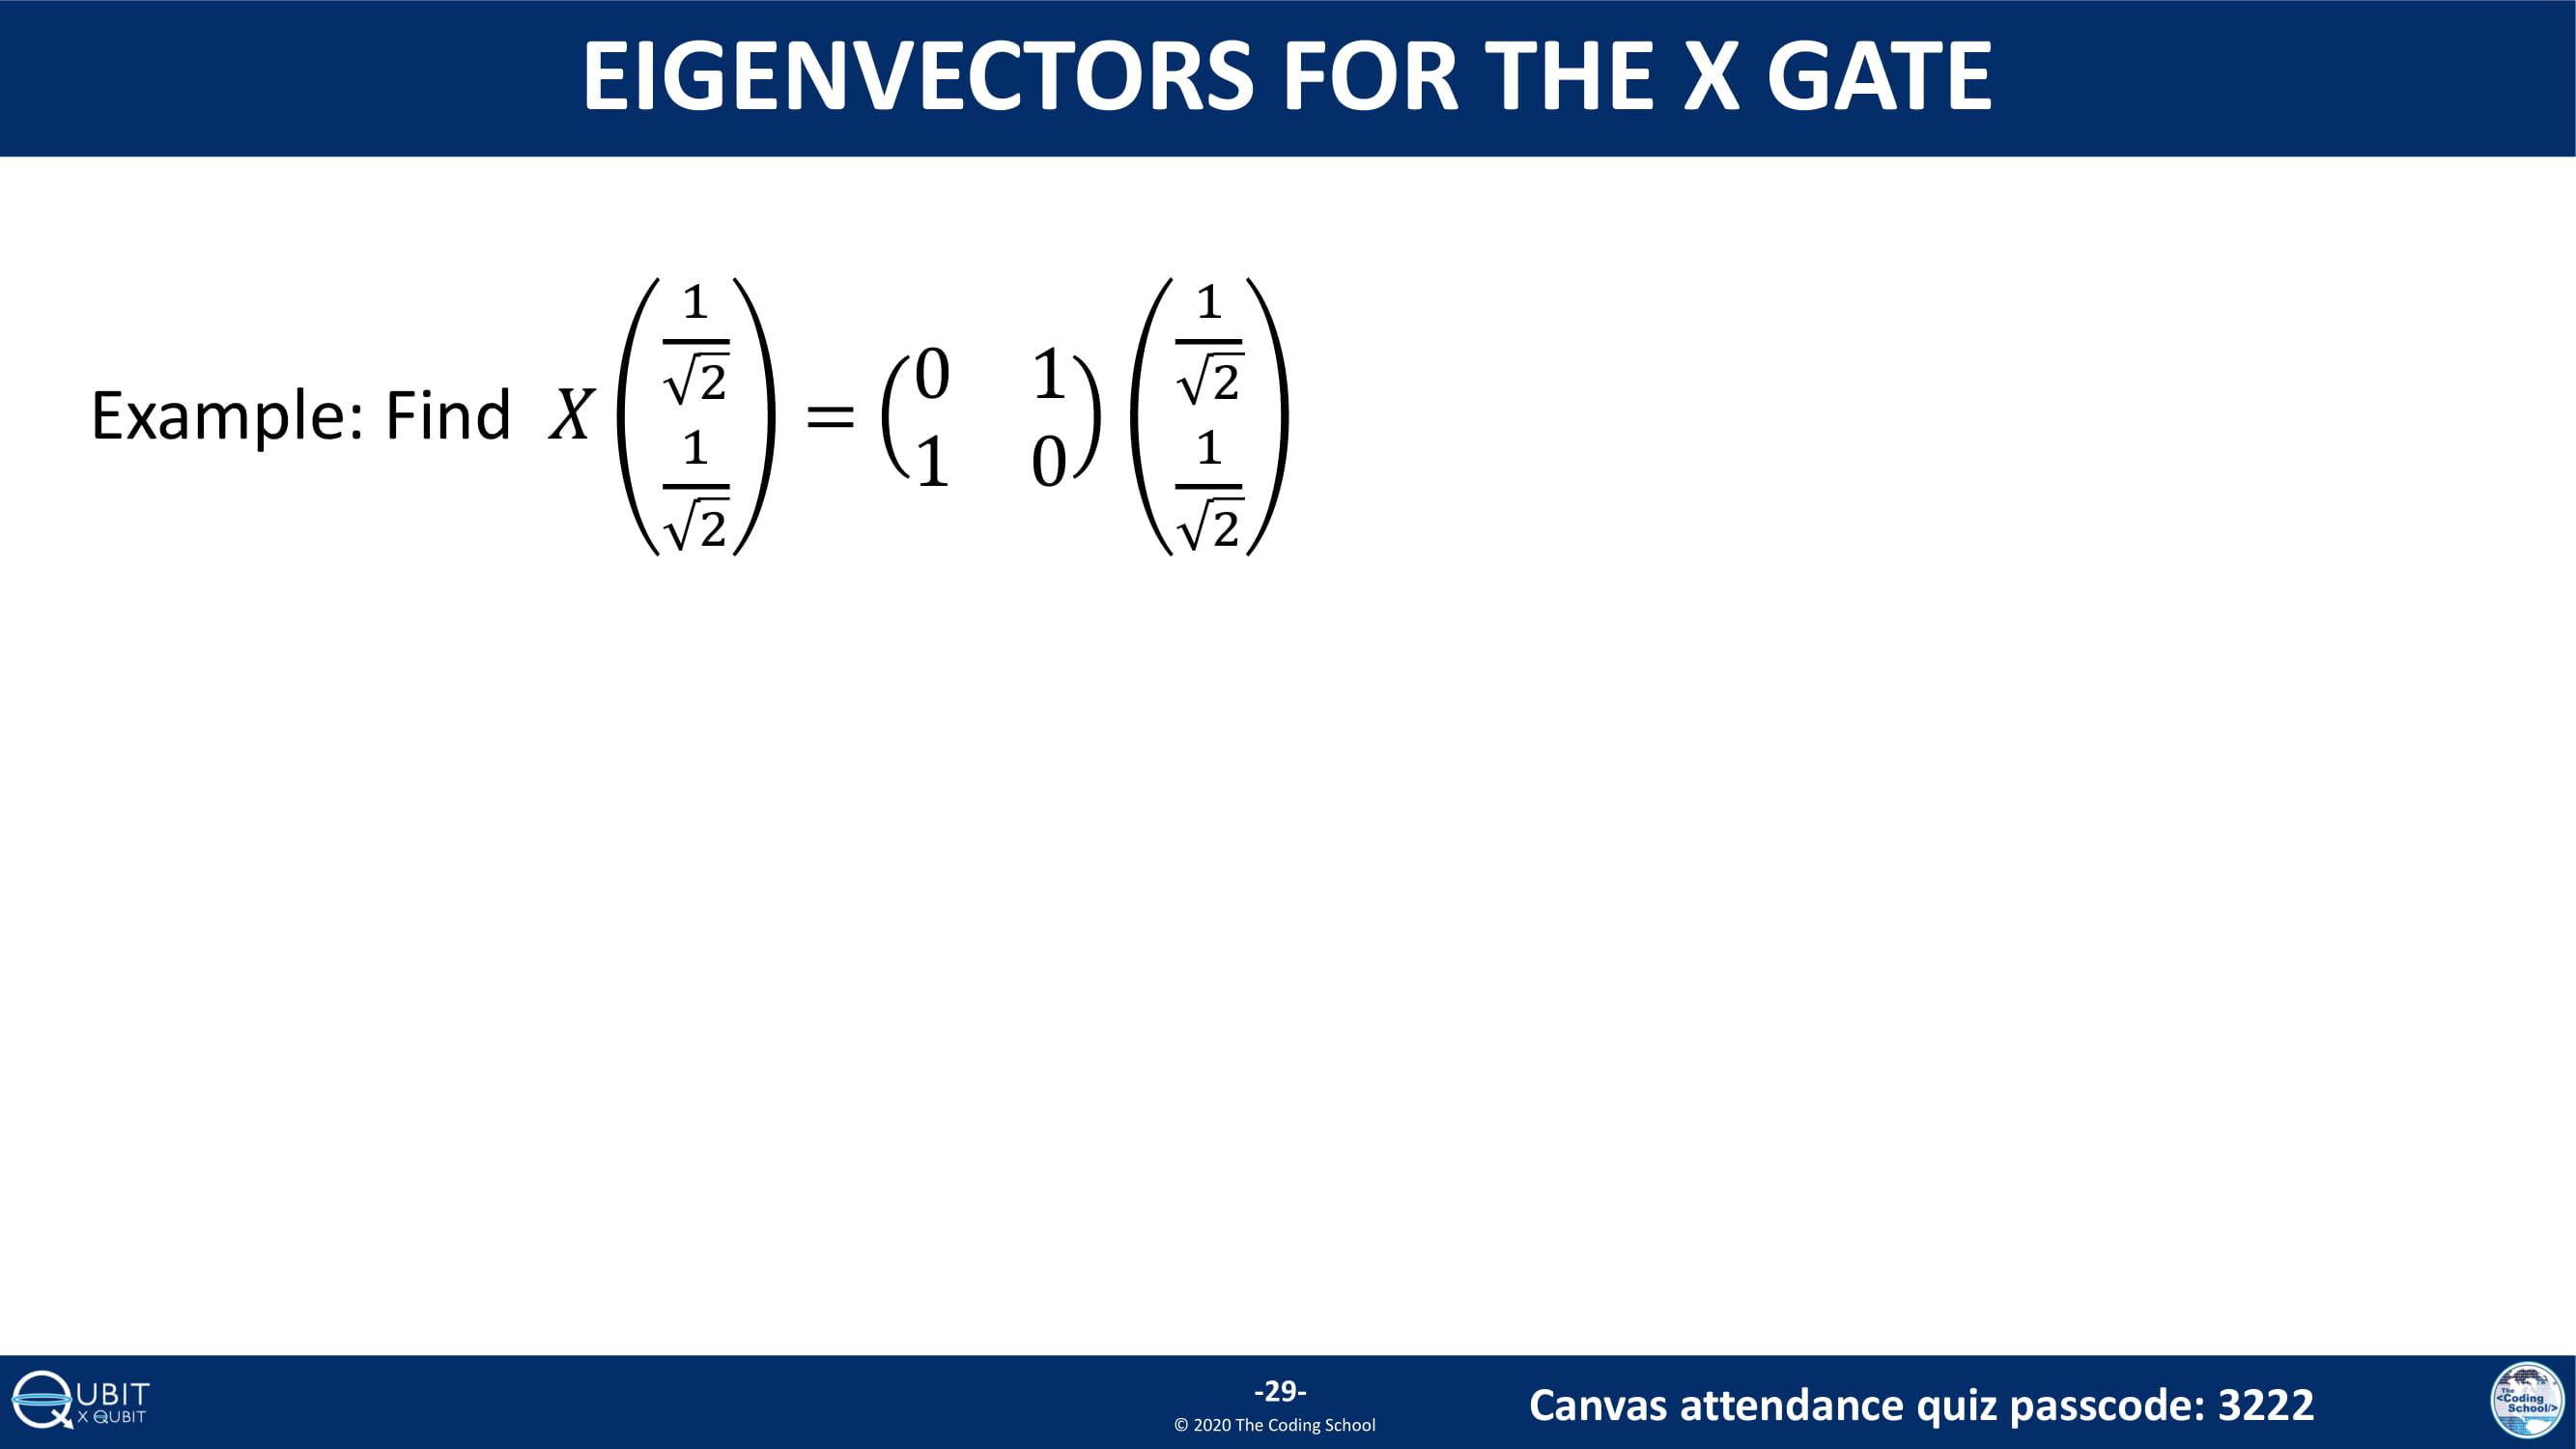 EIGENVECTORS FOR THE X GATE
Example: Find $X \begin{pmatrix} \frac{1}{\sqrt{2}} \\ \frac{1}{\sqrt{2}} \end{pmatrix} = \begin{pmatrix} 0 & 1 \\ 1 & 0 \end{pmatrix} \begin{pmatrix} \frac{1}{\sqrt{2}} \\ \frac{1}{\sqrt{2}} \end{pmatrix}$
QUBIT
X QUBIT
-29-
© 2020 The Coding School
Canvas attendance quiz passcode: 3222
The
<Coding
School/>